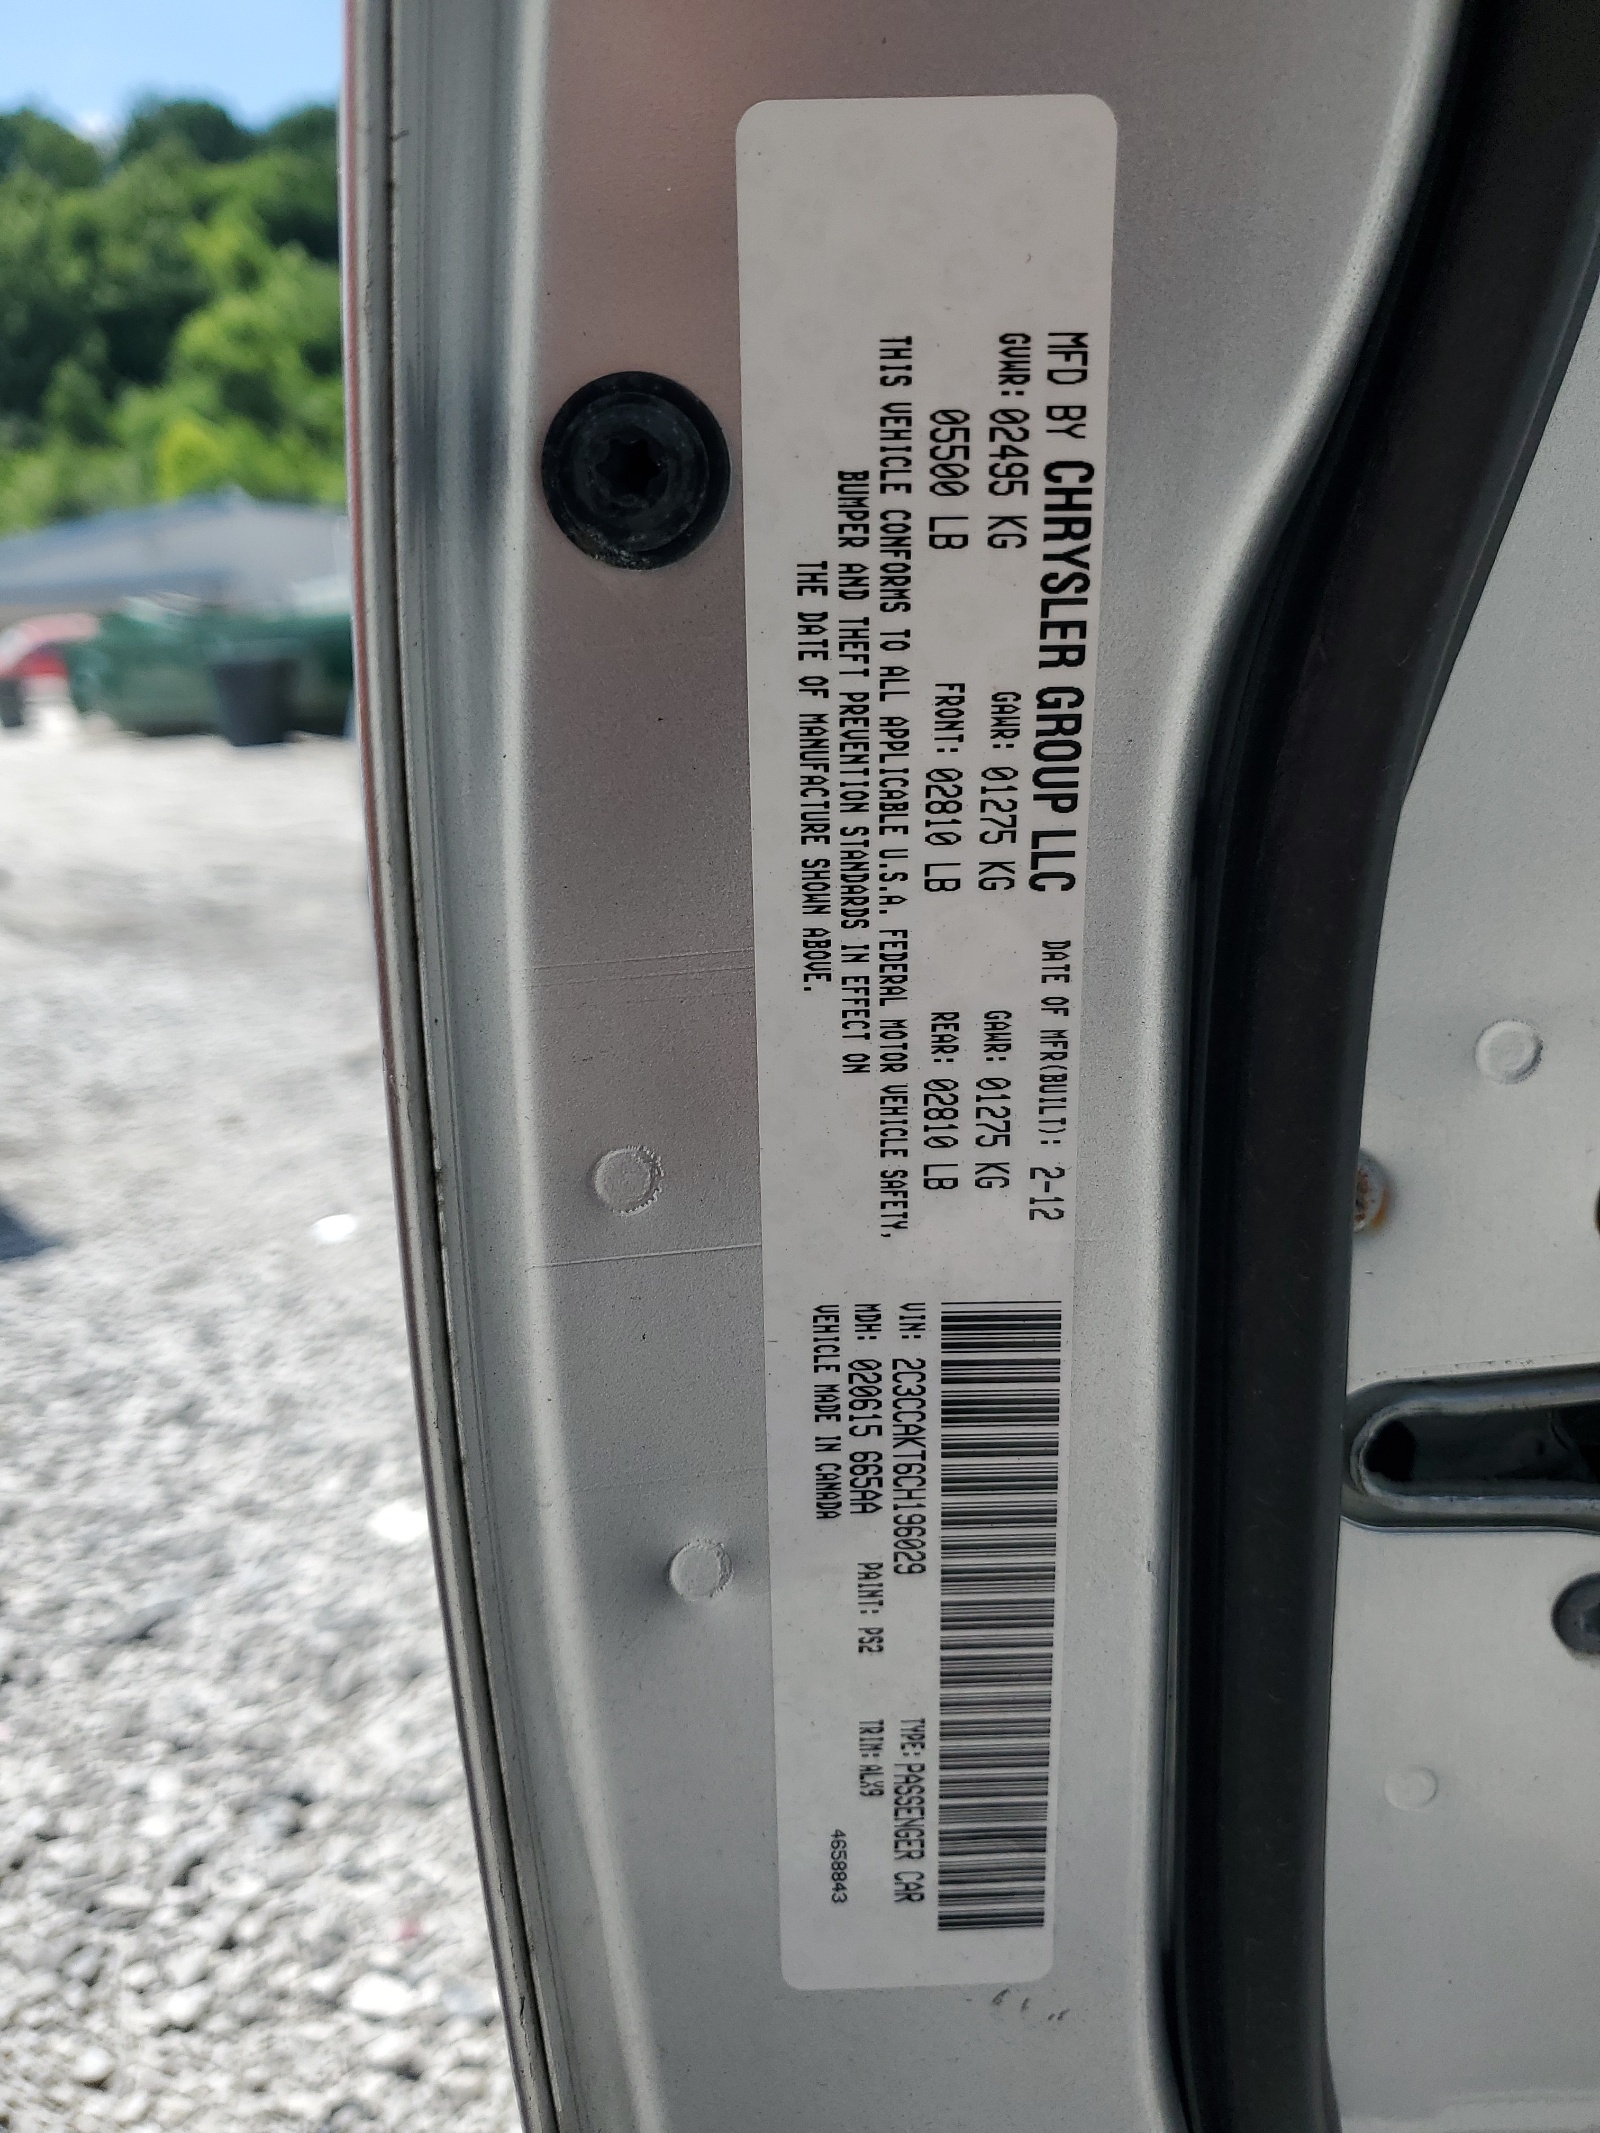 MFD BY CHRYSLER GROUP LLC DATE OF MFR(BUILT): 2-12
GVWR: 02495 KG GAWR: 01275 KG GAWR: 01275 KG
05500 LB FRONT: 02810 LB REAR: 02810 LB
THIS VEHICLE CONFORMS TO ALL APPLICABLE U.S.A. FEDERAL MOTOR VEHICLE SAFETY,
BUMPER AND THEFT PREVENTION STANDARDS IN EFFECT ON
THE DATE OF MANUFACTURE SHOWN ABOVE.
VIN: 2C3CCAKT6CH196029 TYPE: PASSENGER CAR
MDH: 020615 665AA PAINT: PS2 TRIM: ALX9
VEHICLE MADE IN CANADA 4658843